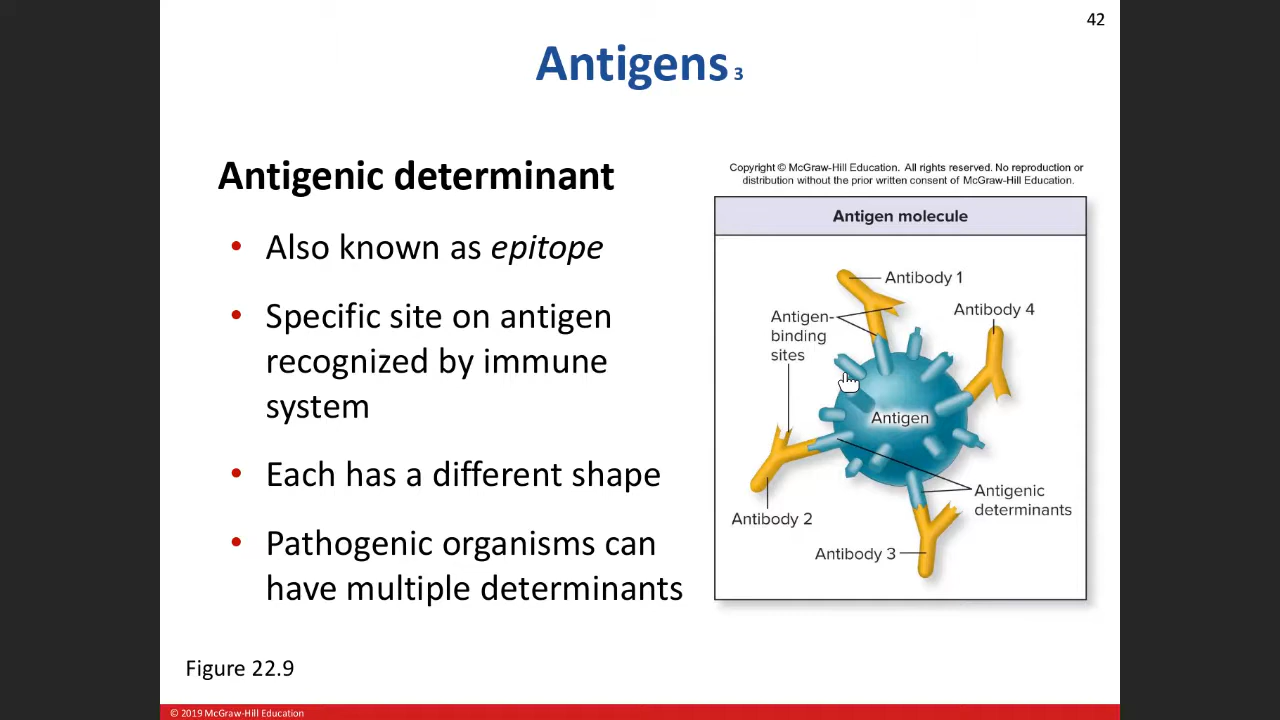 42
Antigens 3
Antigenic determinant
• Also known as epitope
• Specific site on antigen
recognized by immune
system
• Each has a different shape
• Pathogenic organisms can
have multiple determinants
Figure 22.9
Copyright © McGraw-Hill Education. All rights reserved. No reproduction or
distribution without the prior written consent of McGraw-Hill Education.
Antigen molecule
Antibody 1
Antibody 4
Antigen-
binding
sites
Antigen
Antigenic
determinants
Antibody 2
Antibody 3
© 2019 McGraw-Hill Education